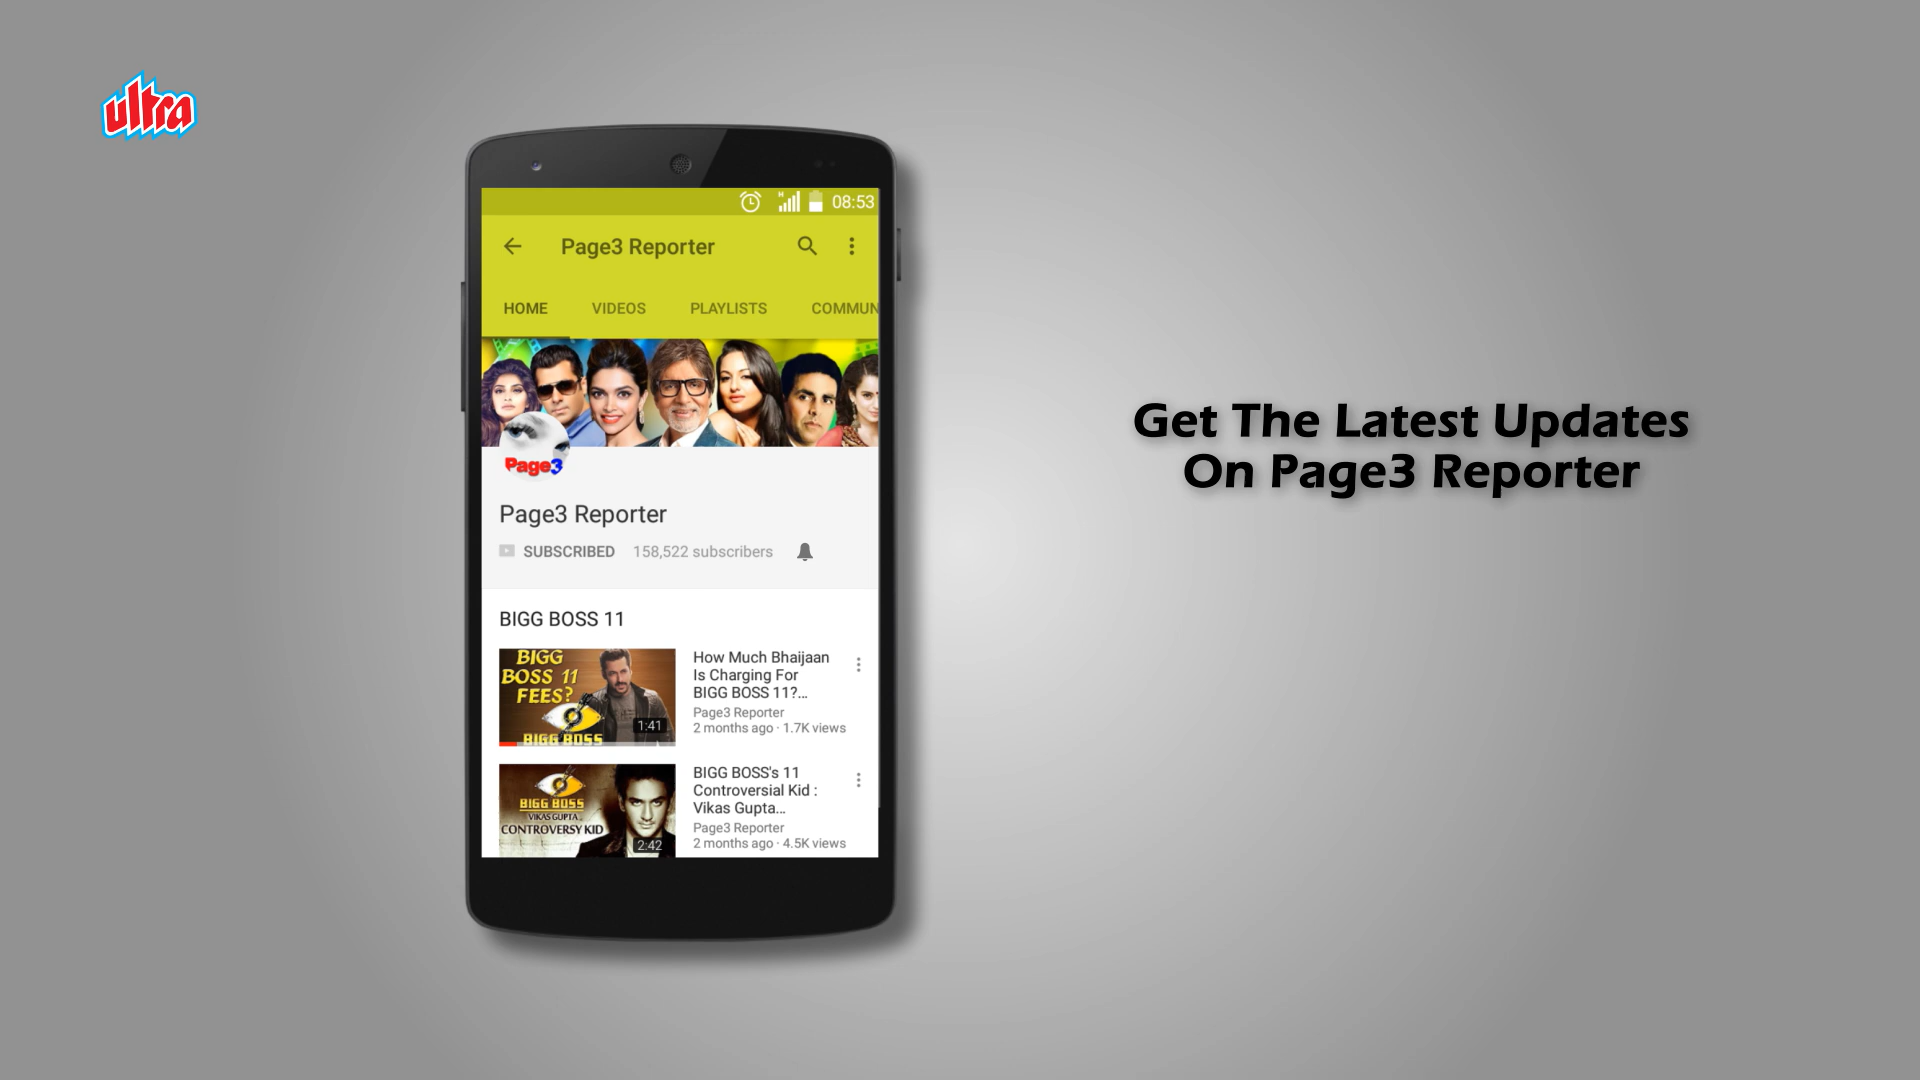 ultra
08:53
Page3 Reporter
HOME VIDEOS PLAYLISTS COMMUN
Page3
Page3 Reporter
SUBSCRIBED 158,522 subscribers
BIGG BOSS 11
BIGG
BOSS 11
FEES?
BIGG BOSS
1:41
How Much Bhaijaan
Is Charging For
BIGG BOSS 11?...
Page3 Reporter
2 months ago · 1.7K views
BIGG BOSS
VIKAS GUPTA
CONTROVERSY KID
2:42
BIGG BOSS's 11
Controversial Kid :
Vikas Gupta...
Page3 Reporter
2 months ago · 4.5K views
Get The Latest Updates
On Page3 Reporter